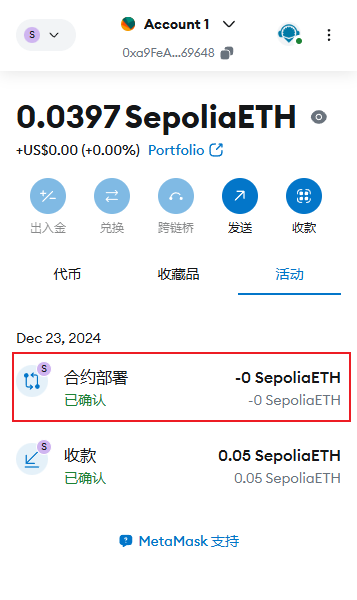 S
Account 1
0xa9FeA...69648
0.0397 SepoliaETH
+US$0.00 (+0.00%) Portfolio
出入金 兑换 跨链桥 发送 收款
代币 收藏品 活动
Dec 23, 2024
S
合约部署 -0 SepoliaETH
已确认 -0 SepoliaETH
S
收款 0.05 SepoliaETH
已确认 0.05 SepoliaETH
MetaMask 支持